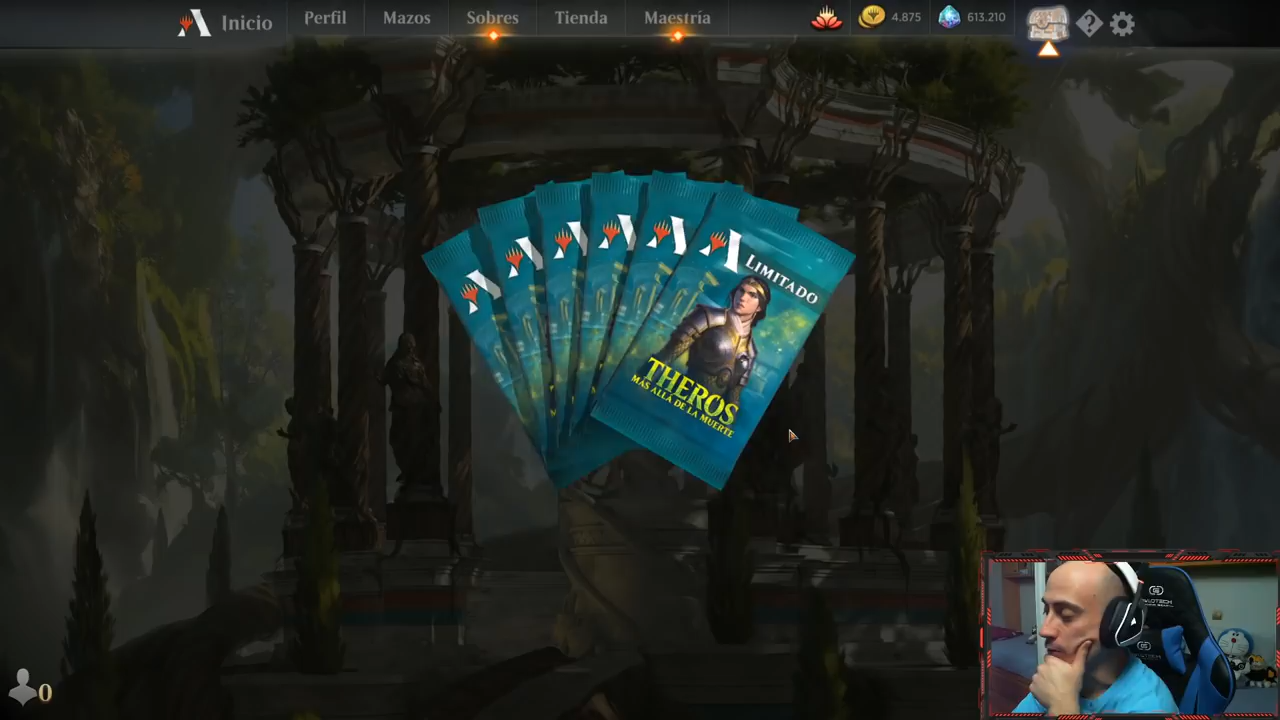 Inicio
Perfil
Mazos
Sobres
Tienda
Maestría
4.875
613.210
LIMITADO
THEROS
MÁS ALLÁ DE LA MUERTE
0